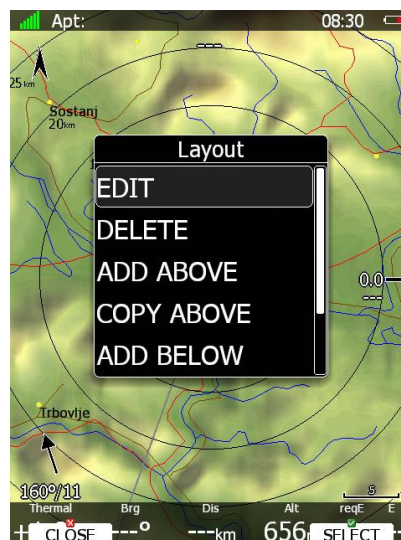 Apt: 08:30
---
25km
Sostanj
20km
Layout
EDIT
DELETE
ADD ABOVE
COPY ABOVE
ADD BELOW
0.0
---
Trbovlje
160°/11
5
Thermal Brg Dis Alt reqE E
+ CLOSE ---° ---km 656 SELECT